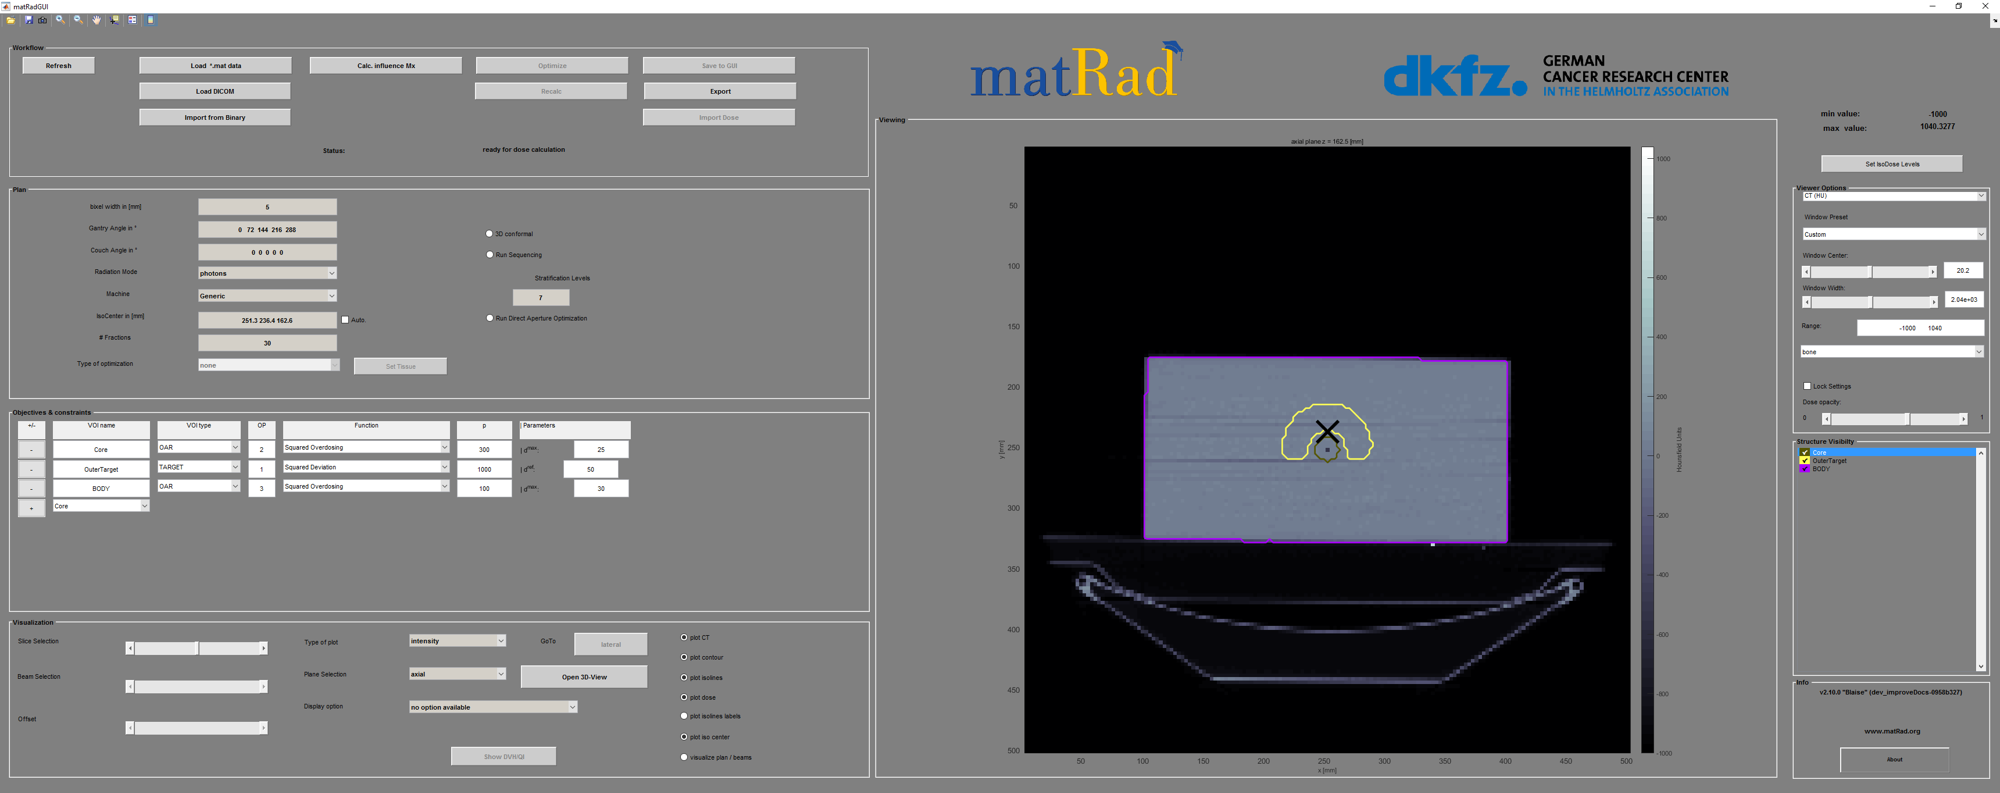 matRadGUI
Workflow
Refresh
Load *.mat data
Calc. influence Mx
Optimize
Save to GUI
Load DICOM
Recalc
Export
Import from Binary
Import Dose
Status:
ready for dose calculation
Plan
bixel width in [mm]
5
Gantry Angle in °
0 72 144 216 288
Couch Angle in °
0 0 0 0 0
Radiation Mode
photons
Machine
Generic
IsoCenter in [mm]
251.3 236.4 162.6
Auto.
# Fractions
30
Type of optimization
none
Set Tissue
3D conformal
Run Sequencing
Stratification Levels
7
Run Direct Aperture Optimization
Objectives & constraints
+/-
VOI name
VOI type
OP
Function
p
| Parameters
-
Core
OAR
2
Squared Overdosing
300
| dmax:
25
-
OuterTarget
TARGET
1
Squared Deviation
1000
| dref:
50
-
BODY
OAR
3
Squared Overdosing
100
| dmax:
30
+
Core
Visualization
Slice Selection
Beam Selection
Offset
Type of plot
intensity
GoTo
lateral
Plane Selection
axial
Open 3D-View
Display option
no option available
Show DVH/QI
plot CT
plot contour
plot isolines
plot dose
plot isolines labels
plot iso center
visualize plan / beams
matRad
dkfz.
GERMAN
CANCER RESEARCH CENTER
IN THE HELMHOLTZ ASSOCIATION
Viewing
axial plane z = 162.5 [mm]
50
100
150
200
250
300
350
400
450
500
y [mm]
50
100
150
200
250
300
350
400
450
500
x [mm]
1000
800
600
400
200
0
-200
-400
-600
-800
-1000
Hounsfield Units
min value:
-1000
max value:
1040.3277
Set IsoDose Levels
Viewer Options
CT (HU)
Window Preset
Custom
Window Center:
20.2
Window Width:
2.04e+03
Range:
-1000 1040
bone
Lock Settings
Dose opacity:
0
1
Structure Visibilty
Core
OuterTarget
BODY
Info
v2.10.0 "Blaise" (dev_improveDocs-0958b327)
www.matRad.org
About